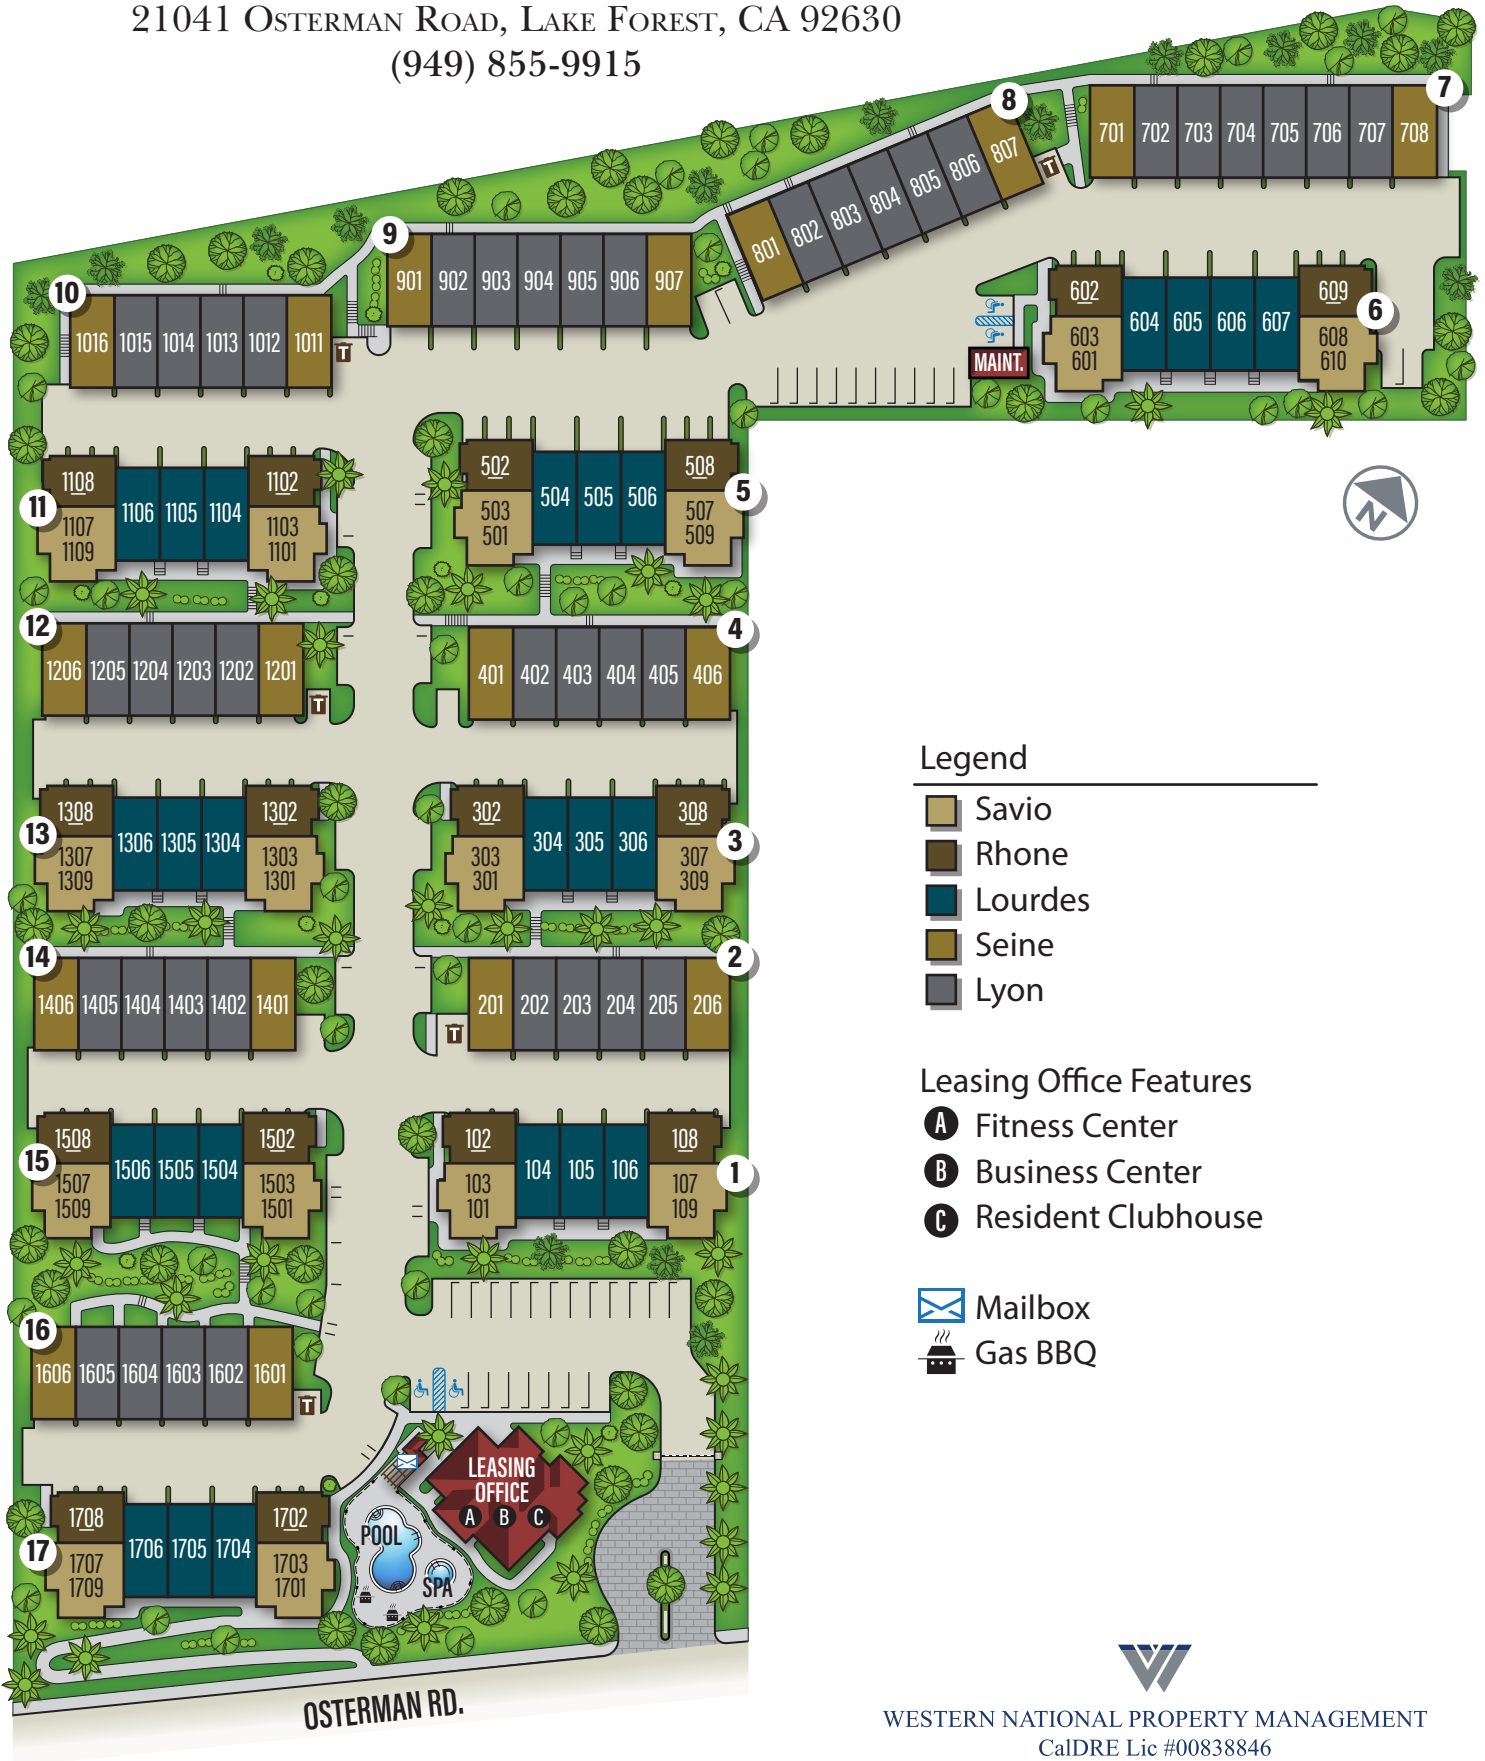 21041 Osterman Road, Lake Forest, CA 92630
(949) 855-9915
7
701 702 703 704 705 706 707 708
8
801 802 803 804 805 806 807
T
9
901 902 903 904 905 906 907
10
1016 1015 1014 1013 1012 1011
T
6
602 609
603 601 604 605 606 607 608 610
MAINT.
11
1108 1102
1107 1109 1106 1105 1104 1103 1101
5
502 508
503 501 504 505 506 507 509
N
12
1206 1205 1204 1203 1202 1201
T
4
401 402 403 404 405 406
13
1308 1302
1307 1309 1306 1305 1304 1303 1301
3
302 308
303 301 304 305 306 307 309
14
1406 1405 1404 1403 1402 1401
2
201 202 203 204 205 206
T
15
1508 1502
1507 1509 1506 1505 1504 1503 1501
1
102 108
103 101 104 105 106 107 109
16
1606 1605 1604 1603 1602 1601
T
17
1708 1702
1707 1709 1706 1705 1704 1703 1701
LEASING
OFFICE
A B C
POOL
SPA
OSTERMAN RD.
Legend
Savio
Rhone
Lourdes
Seine
Lyon
Leasing Office Features
A Fitness Center
B Business Center
C Resident Clubhouse
Mailbox
Gas BBQ
WESTERN NATIONAL PROPERTY MANAGEMENT
CalDRE Lic #00838846